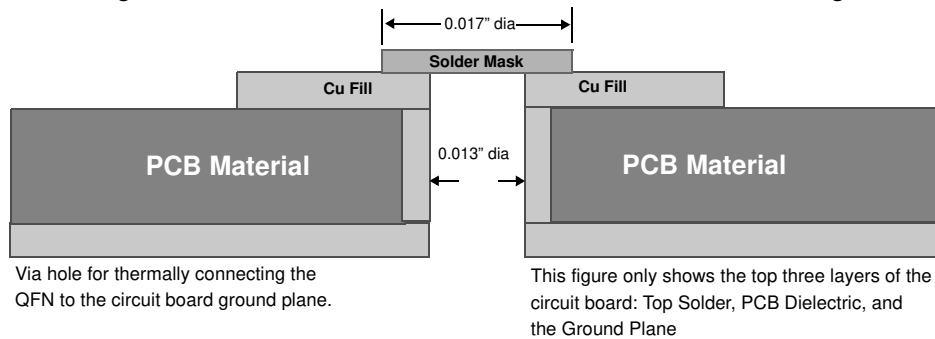 0.017” dia
Solder Mask
Cu Fill
Cu Fill
PCB Material
0.013” dia
PCB Material
Via hole for thermally connecting the
QFN to the circuit board ground plane.
This figure only shows the top three layers of the
circuit board: Top Solder, PCB Dielectric, and
the Ground Plane